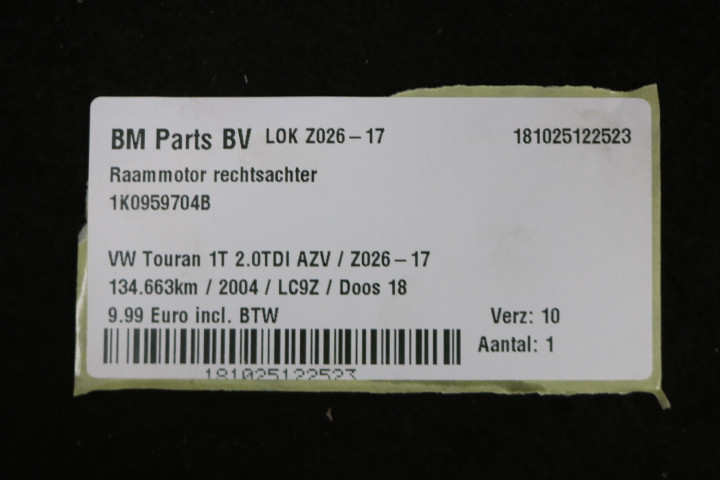 BM Parts BV LOK Z026-17 181025122523
Raammotor rechtsachter
1K0959704B
VW Touran 1T 2.0TDI AZV / Z026-17
134.663km / 2004 / LC9Z / Doos 18
9.99 Euro incl. BTW Verz: 10
Aantal: 1
181025122523